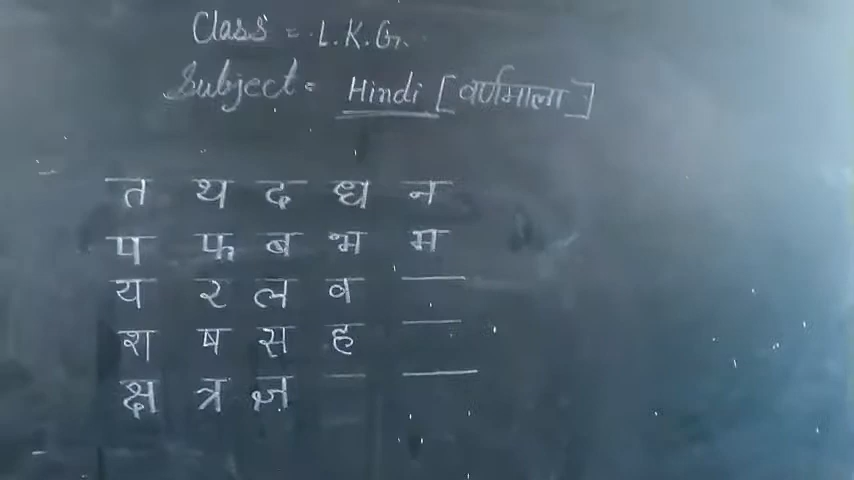 Class = L.K.G.
Subject = Hindi [वर्णमाला]
त थ द ध न
प फ ब भ म
य र ल व —
श ष स ह —
क्ष त्र ज्ञ — —